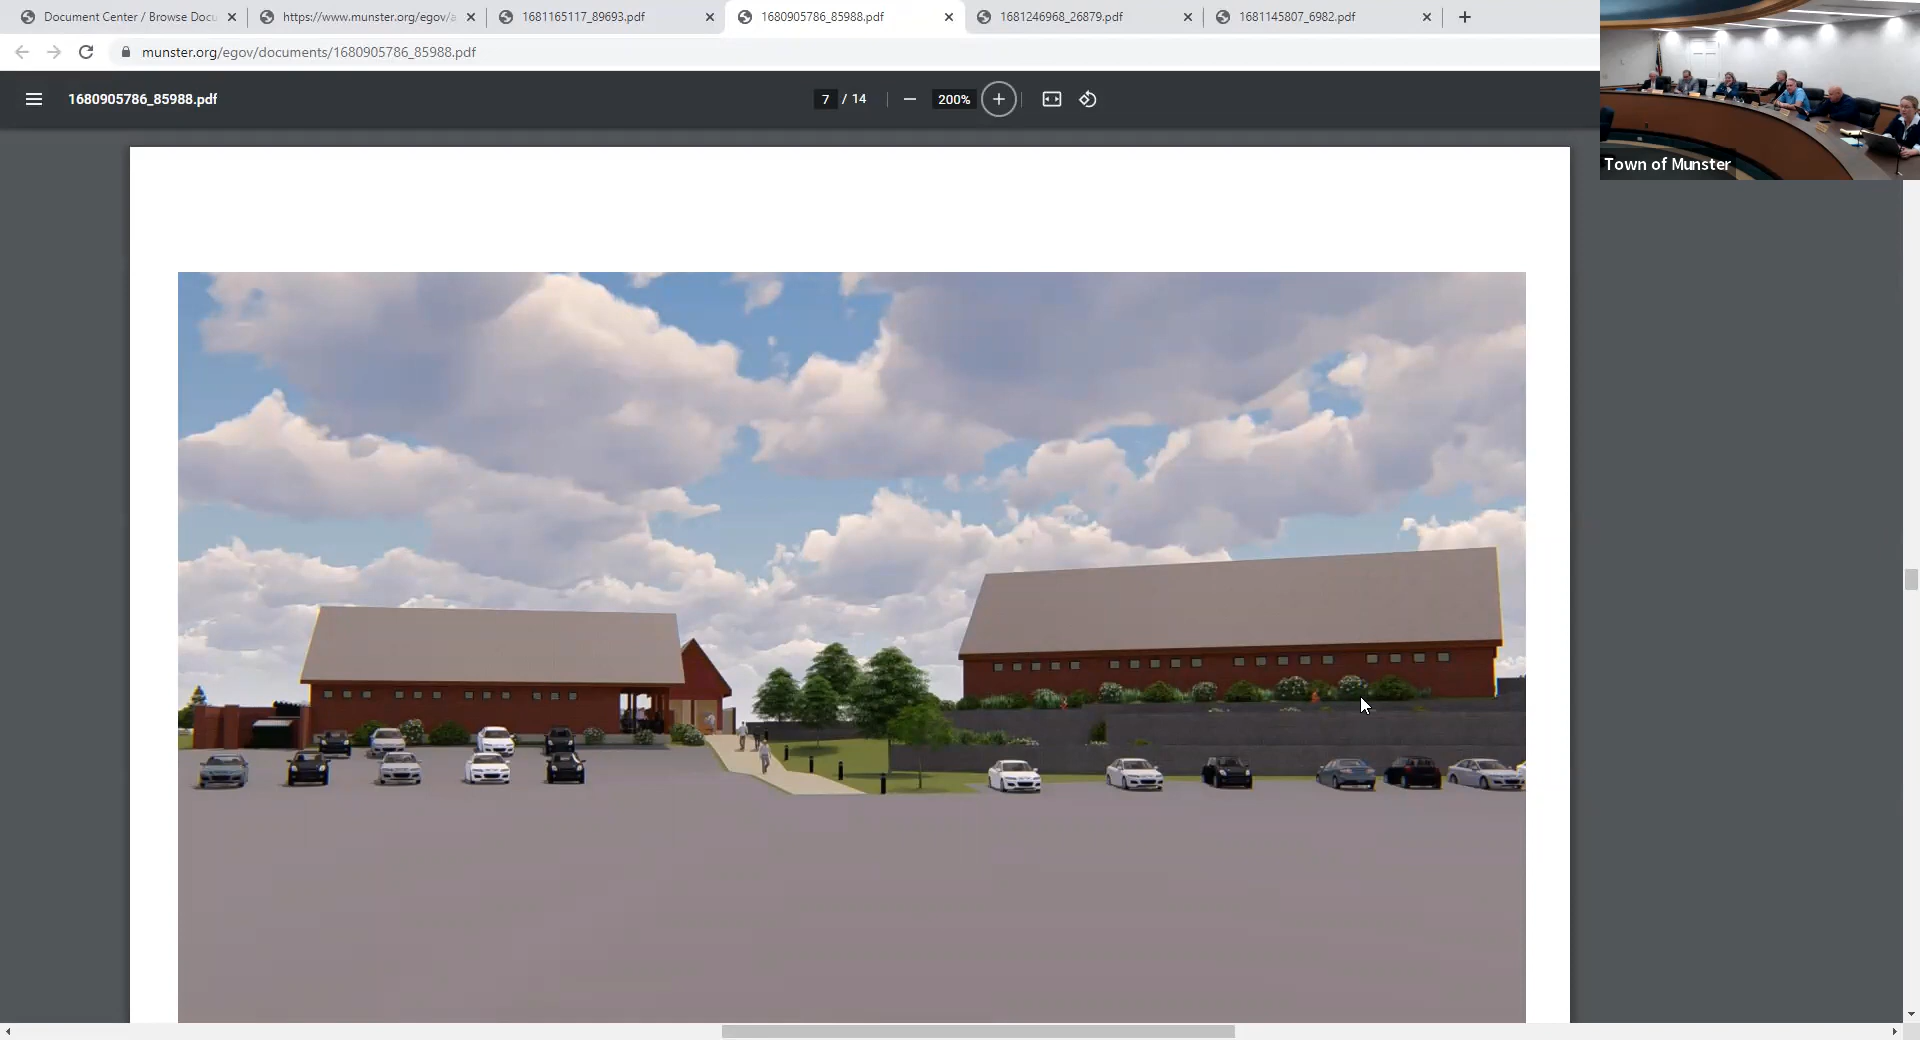 Document Center / Browse Docu
https://www.munster.org/egov/a
1681165117_89693.pdf
1680905786_85988.pdf
1681246968_26879.pdf
1681145807_6982.pdf
munster.org/egov/documents/1680905786_85988.pdf
1680905786_85988.pdf
7 / 14
200%
Town of Munster